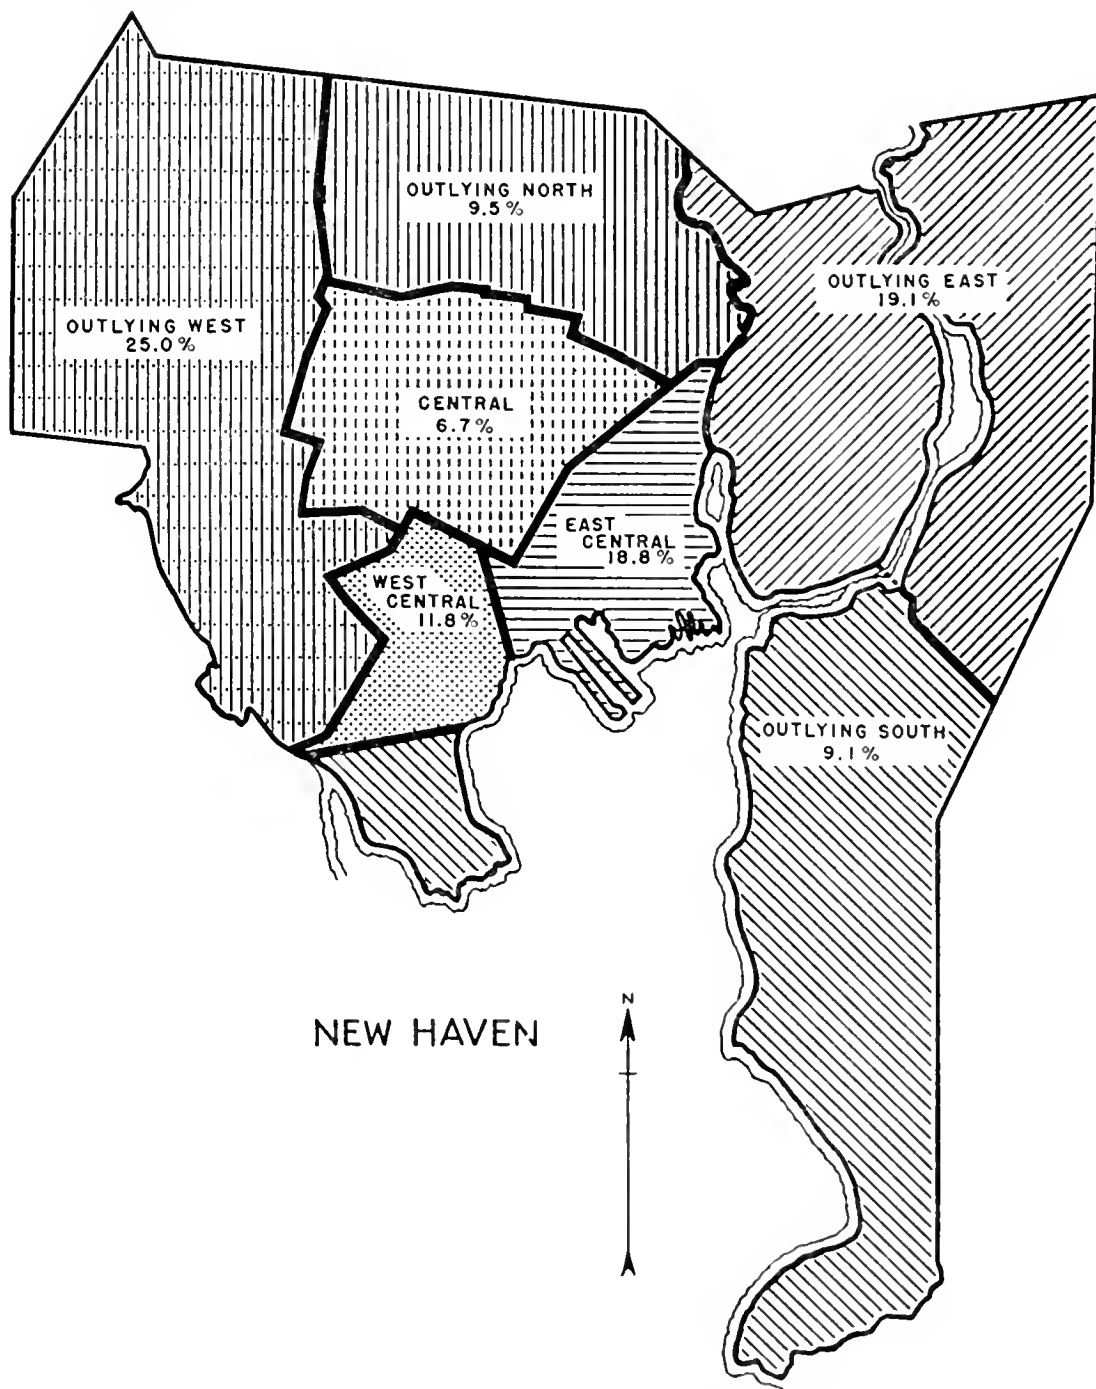 OUTLYING NORTH
9.5%
OUTLYING EAST
19.1%
OUTLYING WEST
25.0%
CENTRAL
6.7%
EAST
CENTRAL
18.8%
WEST
CENTRAL
11.8%
OUTLYING SOUTH
9.1%
N
NEW HAVEN